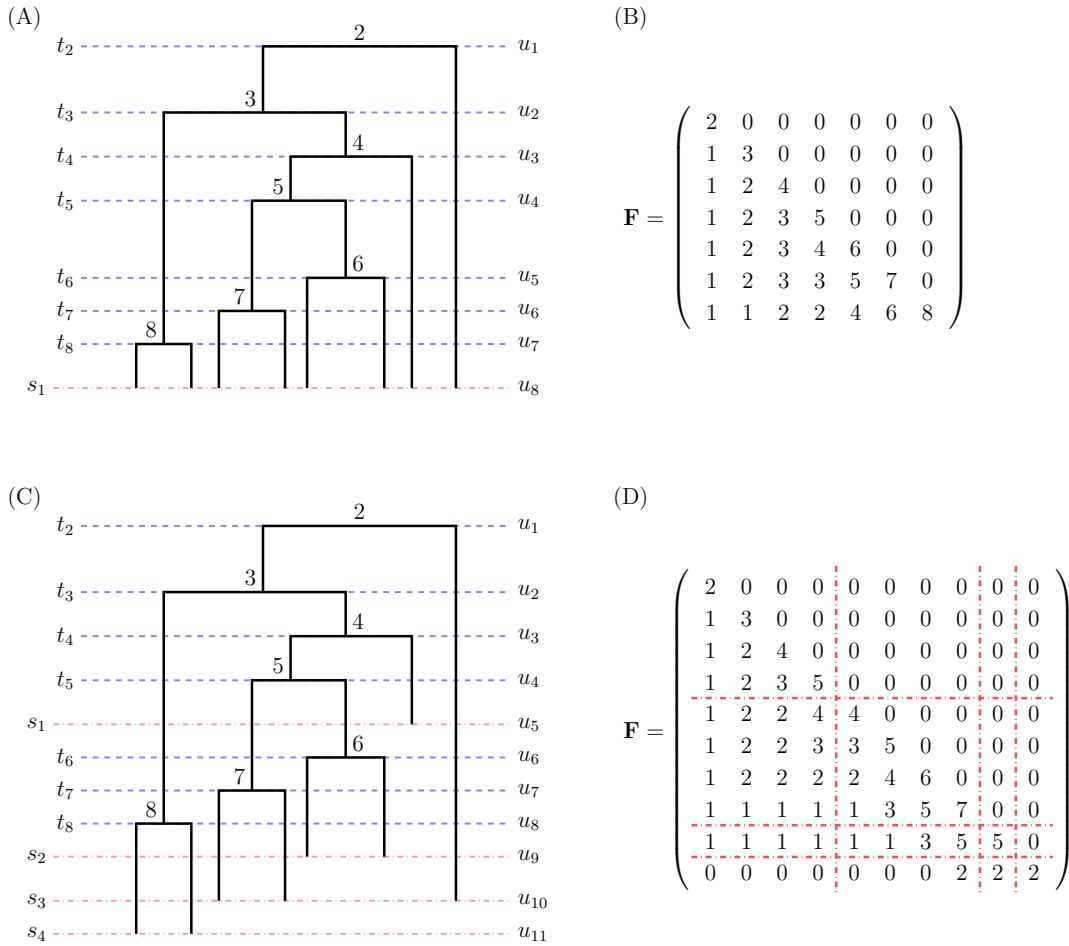 (A)
(B)
2
t₂ u₁
3
t₃ u₂
4
t₄ u₃
5
t₅ u₄
6
t₆ u₅
7
t₇ u₆
8
t₈ u₇
s₁ u₈
F =
2 0 0 0 0 0 0
1 3 0 0 0 0 0
1 2 4 0 0 0 0
1 2 3 5 0 0 0
1 2 3 4 6 0 0
1 2 3 3 5 7 0
1 1 2 2 4 6 8
(C)
(D)
2
t₂ u₁
3
t₃ u₂
4
t₄ u₃
5
t₅ u₄
s₁ u₅
6
t₆ u₆
7
t₇ u₇
8
t₈ u₈
s₂ u₉
s₃ u₁₀
s₄ u₁₁
F =
2 0 0 0 0 0 0 0 0 0
1 3 0 0 0 0 0 0 0 0
1 2 4 0 0 0 0 0 0 0
1 2 3 5 0 0 0 0 0 0
1 2 2 4 4 0 0 0 0 0
1 2 2 3 3 5 0 0 0 0
1 2 2 2 2 4 6 0 0 0
1 1 1 1 1 3 5 7 0 0
1 1 1 1 1 1 3 5 5 0
0 0 0 0 0 0 0 2 2 2